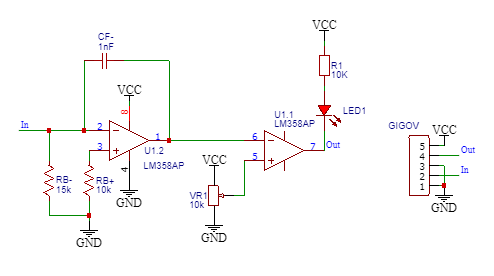 VCC
CF-
1nF
R1
10K
VCC
LED1
8
U1.1
LM358AP
GIGOV
VCC
In
2
1
6
7
Out
5
4
3
2
1
Out
In
3
U1.2
LM358AP
5
4
VCC
RB-
15k
RB+
10k
GND
VR1
10k
GND
GND
GND